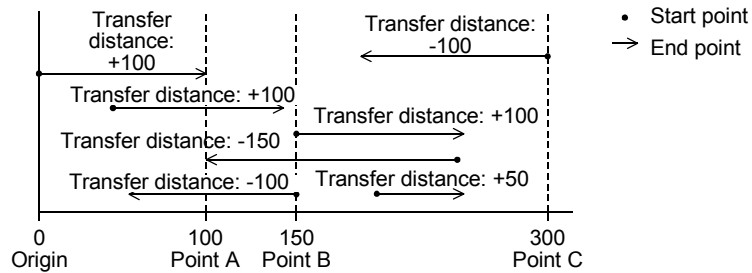 Transfer
distance:
+100
Transfer distance:
-100
Start point
End point
Transfer distance: +100
Transfer distance: +100
Transfer distance: -150
Transfer distance: -100
Transfer distance: +50
0
Origin
100
Point A
150
Point B
300
Point C